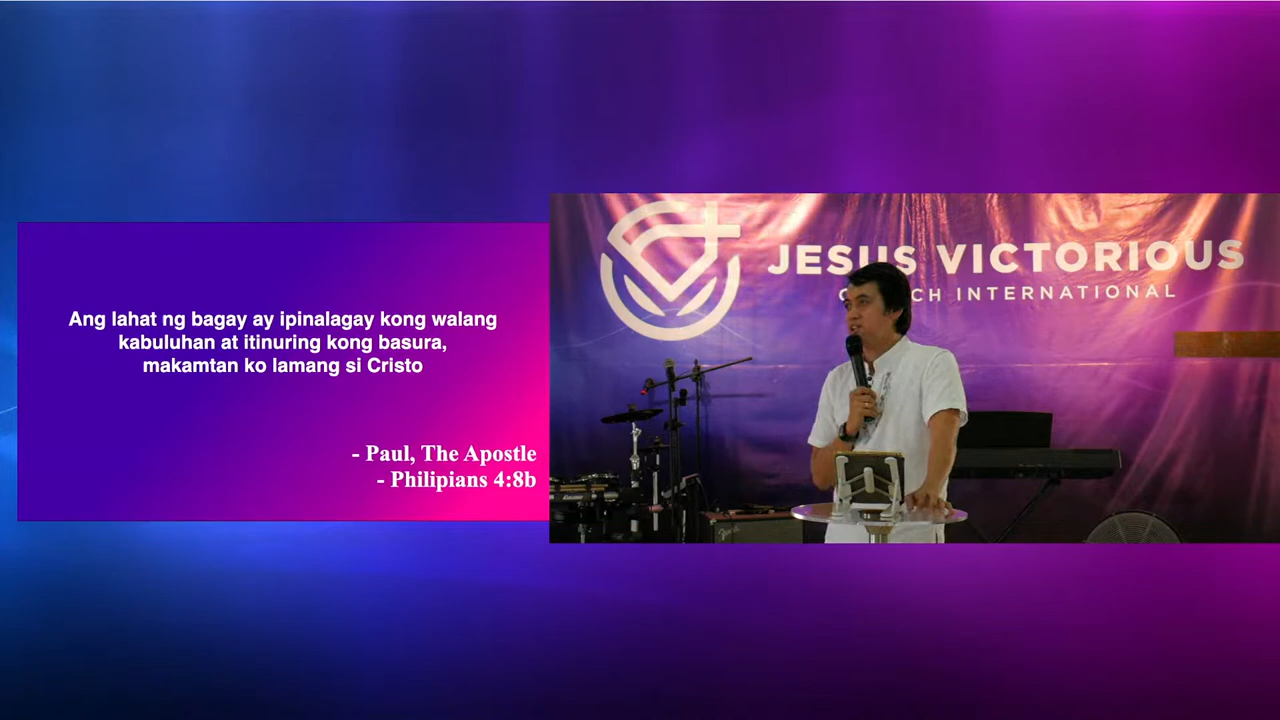 Ang lahat ng bagay ay ipinalagay kong walang
kabuluhan at itinuring kong basura,
makamtan ko lamang si Cristo
- Paul, The Apostle
- Philipians 4:8b
JESUS VICTORIOUS
CH INTERNATIONAL